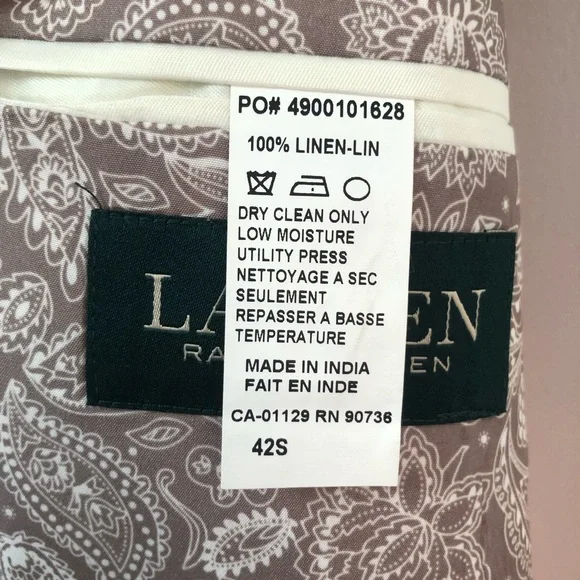 PO# 4900101628
100% LINEN-LIN
DRY CLEAN ONLY
LOW MOISTURE
UTILITY PRESS
NETTOYAGE A SEC
SEULEMENT
REPASSER A BASSE
TEMPERATURE
MADE IN INDIA
FAIT EN INDE
CA-01129 RN 90736
42S